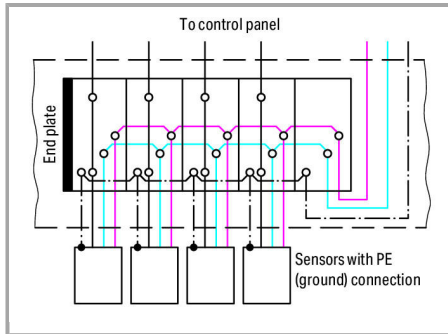 To control panel
End plate
Sensors with PE
(ground) connection